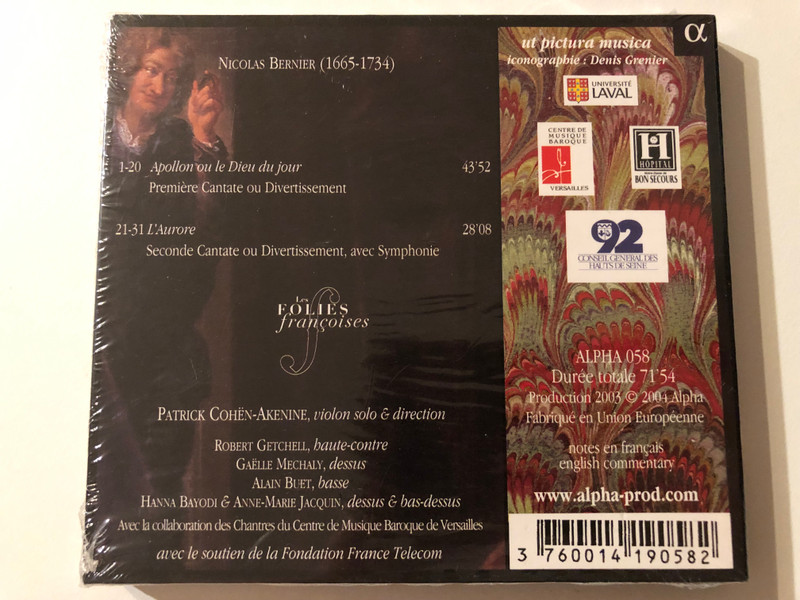 NICOLAS BERNIER (1665-1734)
1-20 Apollon ou le Dieu du jour 43'52
Première Cantate ou Divertissement
21-31 L'Aurore 28'08
Seconde Cantate ou Divertissement, avec Symphonie
Les
FOLIES
françoises
PATRICK COHËN-AKENINE, violon solo & direction
ROBERT GETCHELL, haute-contre
GAËLLE MECHALY, dessus
ALAIN BUET, basse
HANNA BAYODI & ANNE-MARIE JACQUIN, dessus & bas-dessus
Avec la collaboration des Chantres du Centre de Musique Baroque de Versailles
avec le soutien de la Fondation France Telecom
α
ut pictura musica
iconographie : Denis Grenier
UNIVERSITÉ
LAVAL
CENTRE DE
MUSIQUE
BAROQUE
VERSAILLES
H
HÔPITAL
BON SECOURS
92
CONSEIL GENERAL DES
HAUTS DE SEINE
ALPHA 058
Durée totale 71'54
Production 2003 © 2004 Alpha
Fabriqué en Union Européenne
notes en français
english commentary
www.alpha-prod.com
3 760014 190582